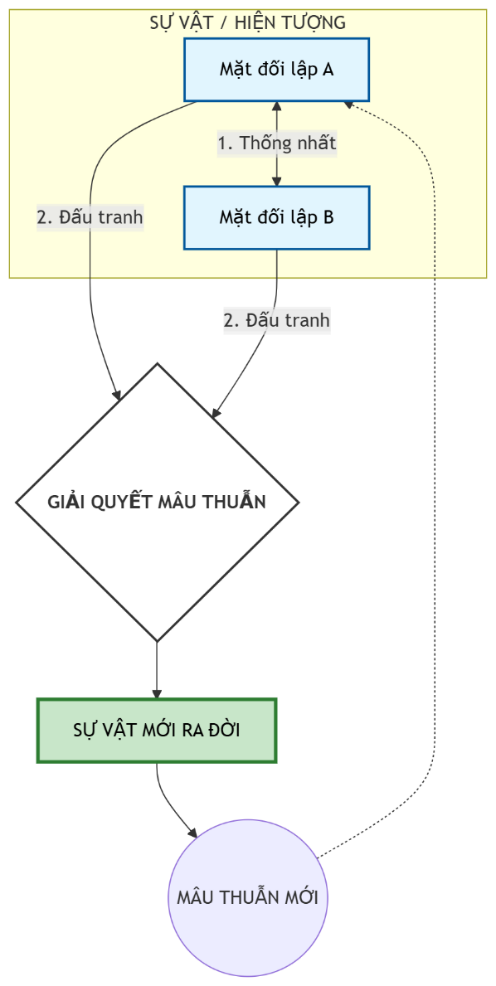 SỰ VẬT / HIỆN TƯỢNG
Mặt đối lập A
1. Thống nhất
2. Đấu tranh
Mặt đối lập B
2. Đấu tranh
GIẢI QUYẾT MÂU THUẪN
SỰ VẬT MỚI RA ĐỜI
MÂU THUẪN MỚI